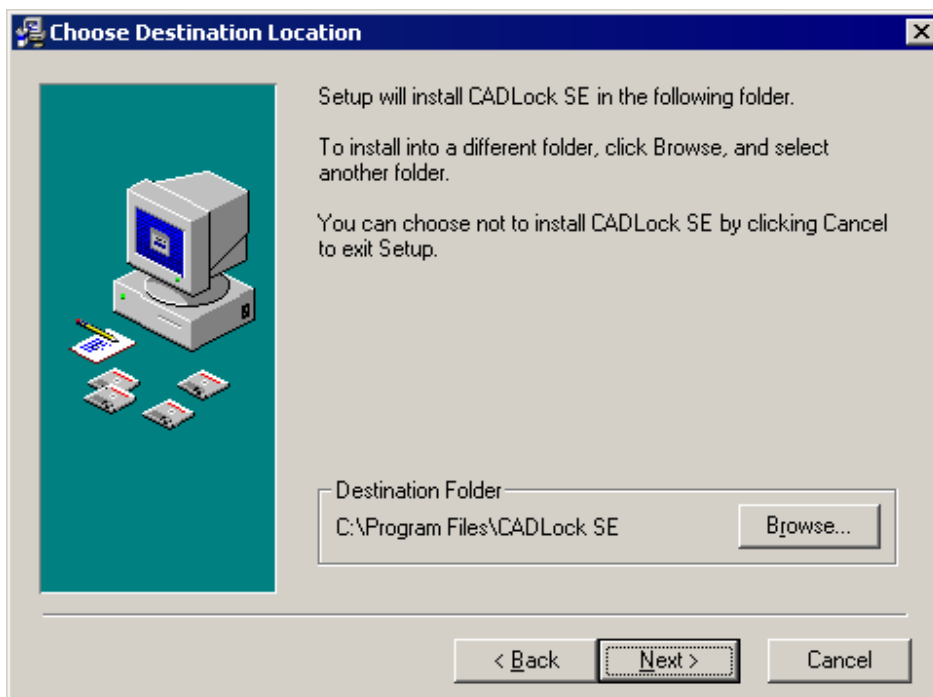 Choose Destination Location
Setup will install CADLock SE in the following folder.
To install into a different folder, click Browse, and select
another folder.
You can choose not to install CADLock SE by clicking Cancel
to exit Setup.
Destination Folder
C:\Program Files\CADLock SE
Browse...
< Back
Next >
Cancel